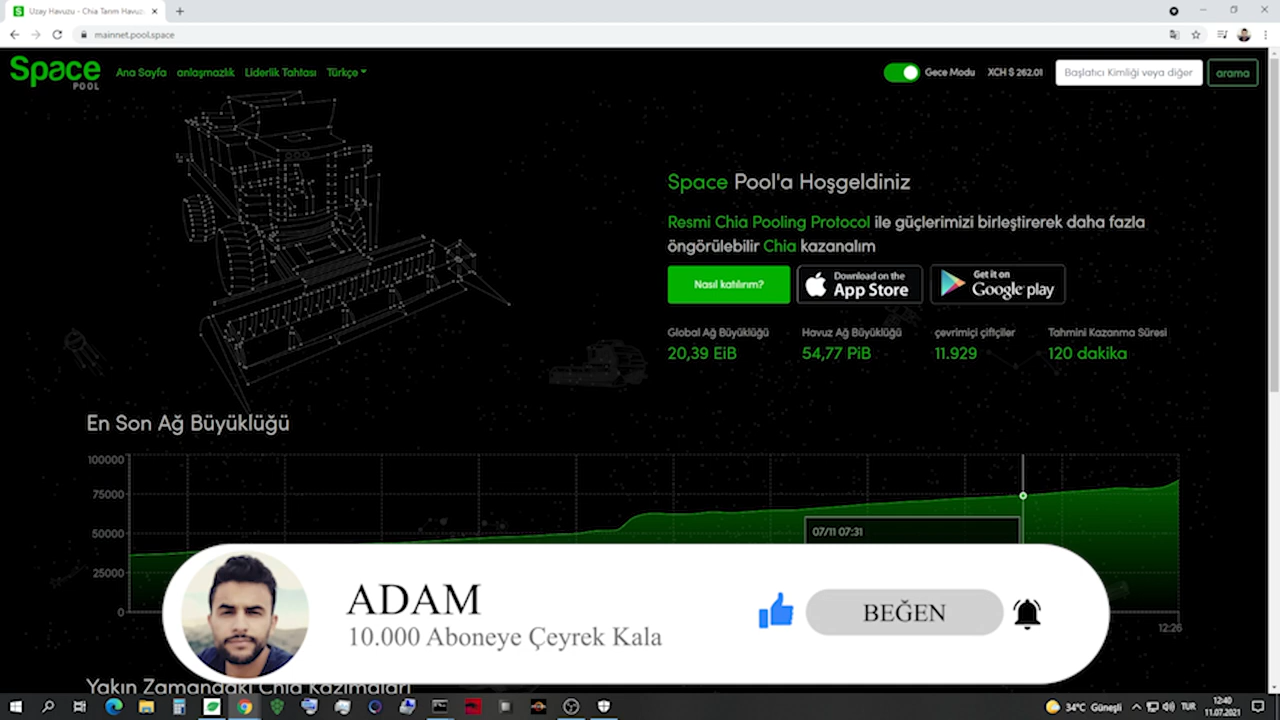 Uzay Havuzu - Chia Tarım Havuz
mainnet.pool.space
Space
POOL
Ana Sayfa anlaşmazlık Liderlik Tahtası Türkçe
Gece Modu XCH $ 262.01 Başlatıcı Kimliği veya diğer arama
Space Pool'a Hoşgeldiniz
Resmi Chia Pooling Protocol ile güçlerimizi birleştirerek daha fazla
öngörülebilir Chia kazanalım
Nasıl katılırım?
Download on the
App Store
Get it on
Google play
Global Ağ Büyüklüğü Havuz Ağ Büyüklüğü çevrimiçi çiftçiler Tahmini Kazanma Süresi
20,39 EiB 54,77 PiB 11.929 120 dakika
En Son Ağ Büyüklüğü
100000
75000
50000
25000
0
07/11 07:31
12:26
ADAM
10.000 Aboneye Çeyrek Kala
BEĞEN
Yakın Zamandaki Chia Kazımaları
34°C Güneşli
TUR
12:40
11.07.2021